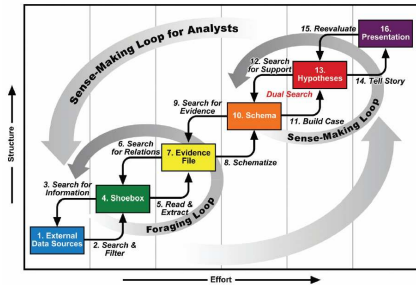 Sense-Making Loop for Analysts
15. Reevaluate
16.
Presentation
12. Search
for Support
13.
Hypotheses
14. Tell Story
Dual Search
9. Search for
Evidence
10. Schema
11. Build Case
Sense-Making Loop
6. Search
for Relations
7. Evidence
File
8. Schematize
3. Search for
Information
4. Shoebox
5. Read &
Extract
Foraging Loop
1. External
Data Sources
2. Search &
Filter
Structure
Effort